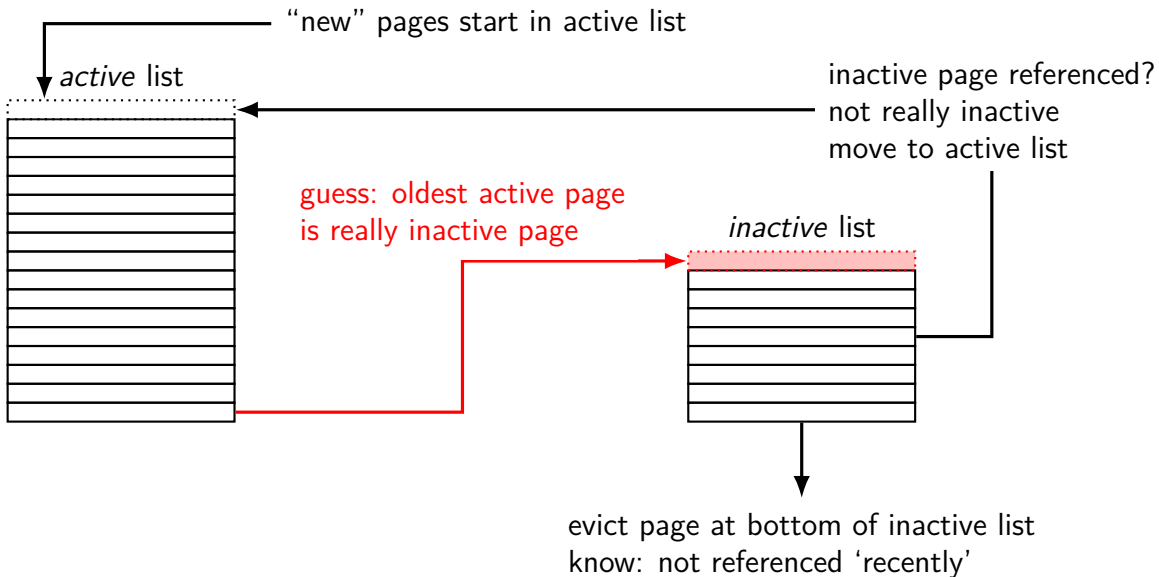 “new” pages start in active list
active list
inactive page referenced?
not really inactive
move to active list
guess: oldest active page
is really inactive page
inactive list
evict page at bottom of inactive list
know: not referenced ‘recently’